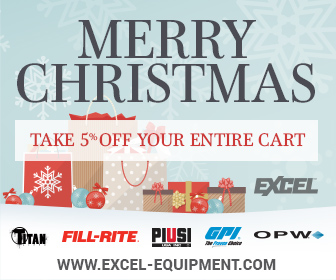 MERRY
CHRISTMAS
TAKE 5% OFF YOUR ENTIRE CART
EXCEL
TITAN FILL-RITE PIUSI GPI OPW
The Proven Choice
WWW.EXCEL-EQUIPMENT.COM